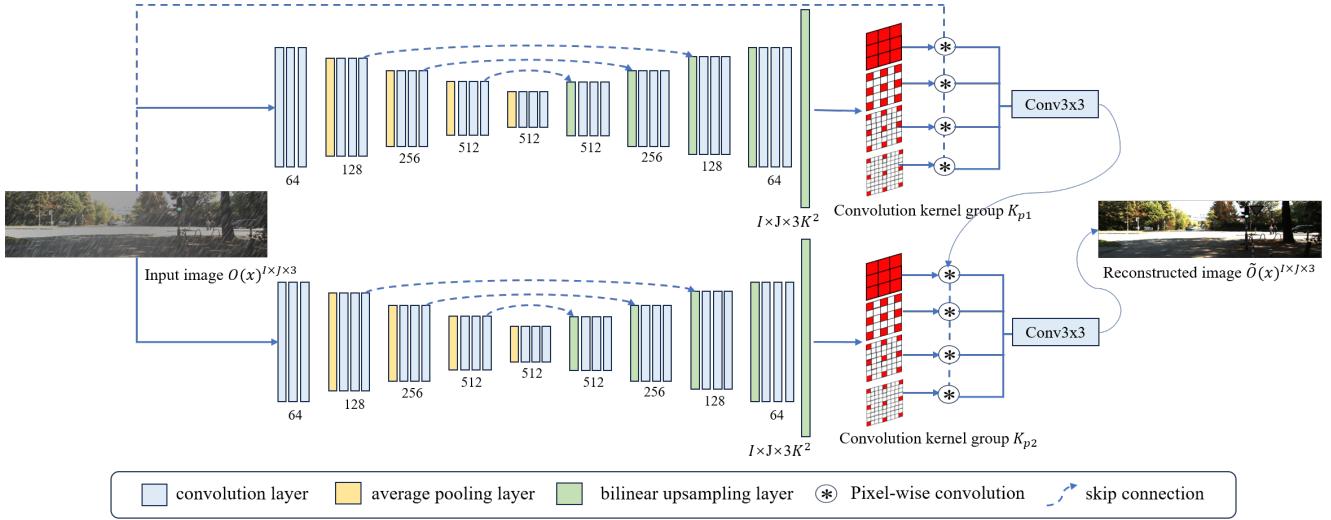 64
128
256
512
512
512
256
128
64
I×J×3K²
Convolution kernel group Kp1
*
*
*
*
Conv3x3
Input image O(x)^{I×J×3}
Reconstructed image Õ(x)^{I×J×3}
64
128
256
512
512
512
256
128
64
I×J×3K²
Convolution kernel group Kp2
*
*
*
*
Conv3x3
convolution layer
average pooling layer
bilinear upsampling layer
* Pixel-wise convolution
skip connection